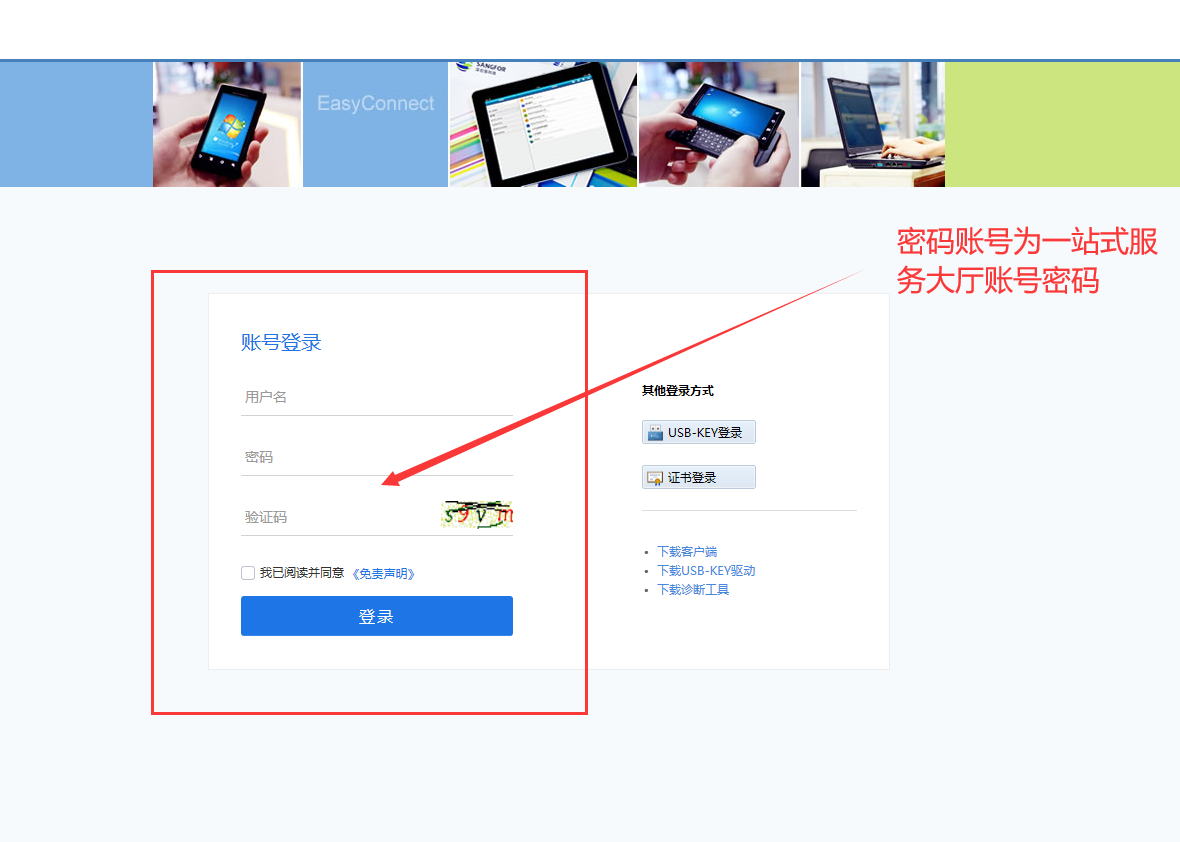 SANGFOR
EasyConnect
密码账号为一站式服
务大厅账号密码
账号登录
用户名
密码
验证码
s9vm
我已阅读并同意 《免责声明》
登录
其他登录方式
USB-KEY登录
证书登录
• 下载客户端
• 下载USB-KEY驱动
• 下载诊断工具